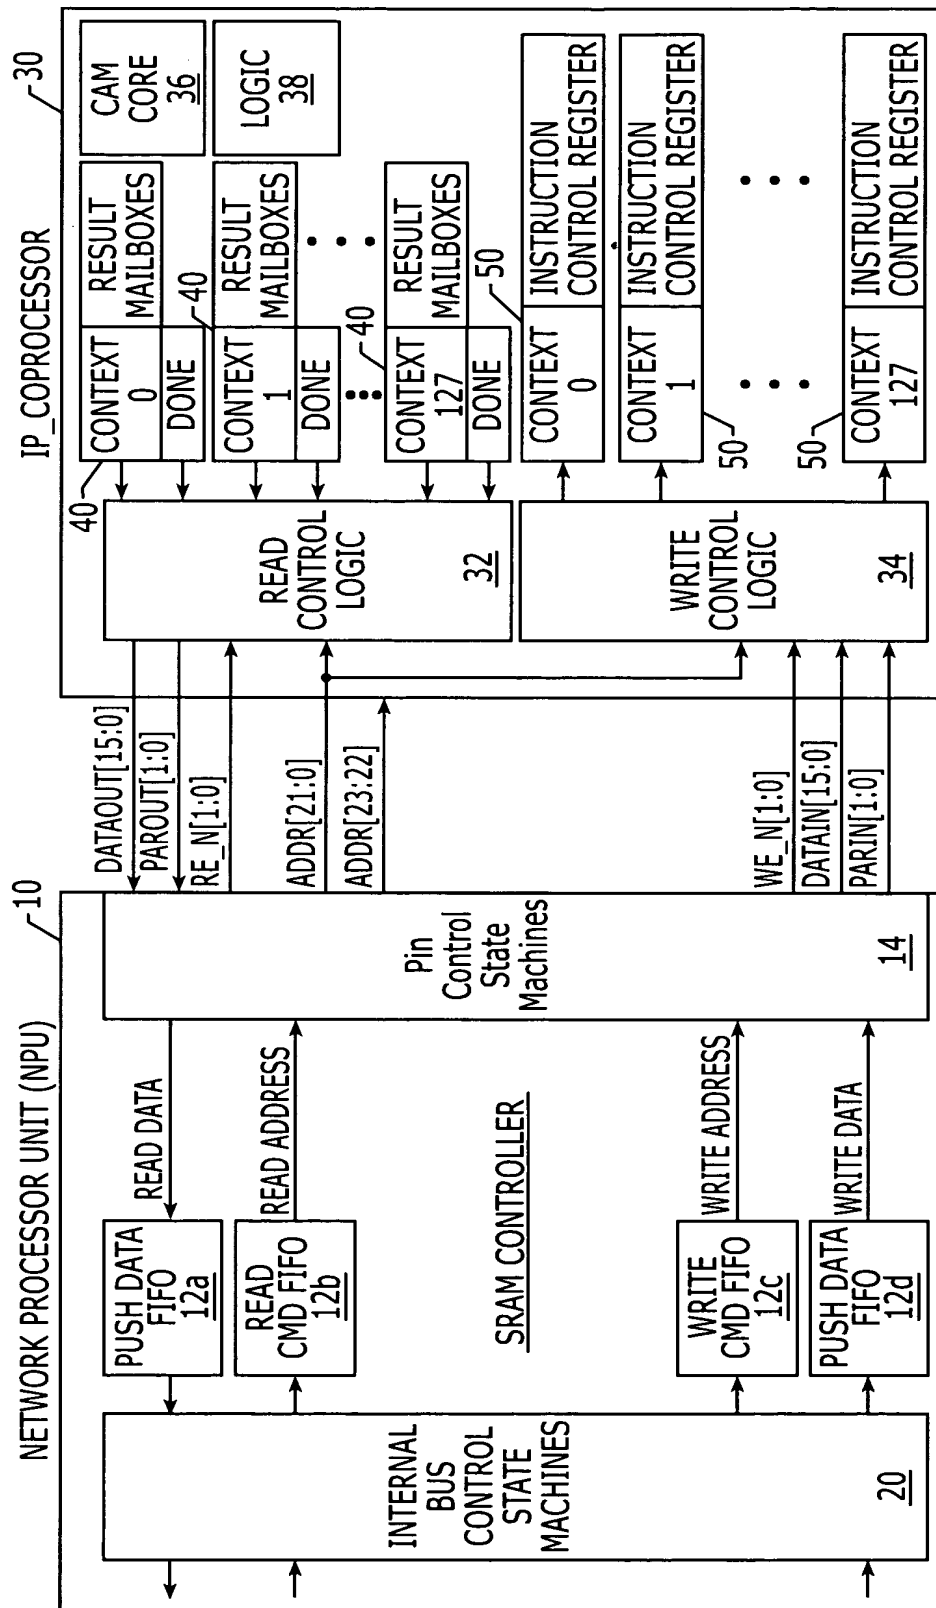 NETWORK PROCESSOR UNIT (NPU)
10
INTERNAL
BUS
CONTROL
STATE
MACHINES
20
PUSH DATA
FIFO
12a
READ
CMD FIFO
12b
SRAM CONTROLLER
WRITE
CMD FIFO
12c
PUSH DATA
FIFO
12d
READ DATA
READ ADDRESS
WRITE ADDRESS
WRITE DATA
Pin
Control
State
Machines
14
DATAOUT[15:0]
PAROUT[1:0]
RE_N[1:0]
ADDR[21:0]
ADDR[23:22]
WE_N[1:0]
DATAIN[15:0]
PARIN[1:0]
IP_COPROCESSOR
30
READ
CONTROL
LOGIC
32
WRITE
CONTROL
LOGIC
34
40
CONTEXT
0
DONE
RESULT
MAILBOXES
40
CONTEXT
1
DONE
RESULT
MAILBOXES
40
CONTEXT
127
DONE
RESULT
MAILBOXES
CAM
CORE
36
LOGIC
38
50
CONTEXT
0
INSTRUCTION
CONTROL REGISTER
50
CONTEXT
1
INSTRUCTION
CONTROL REGISTER
50
CONTEXT
127
INSTRUCTION
CONTROL REGISTER